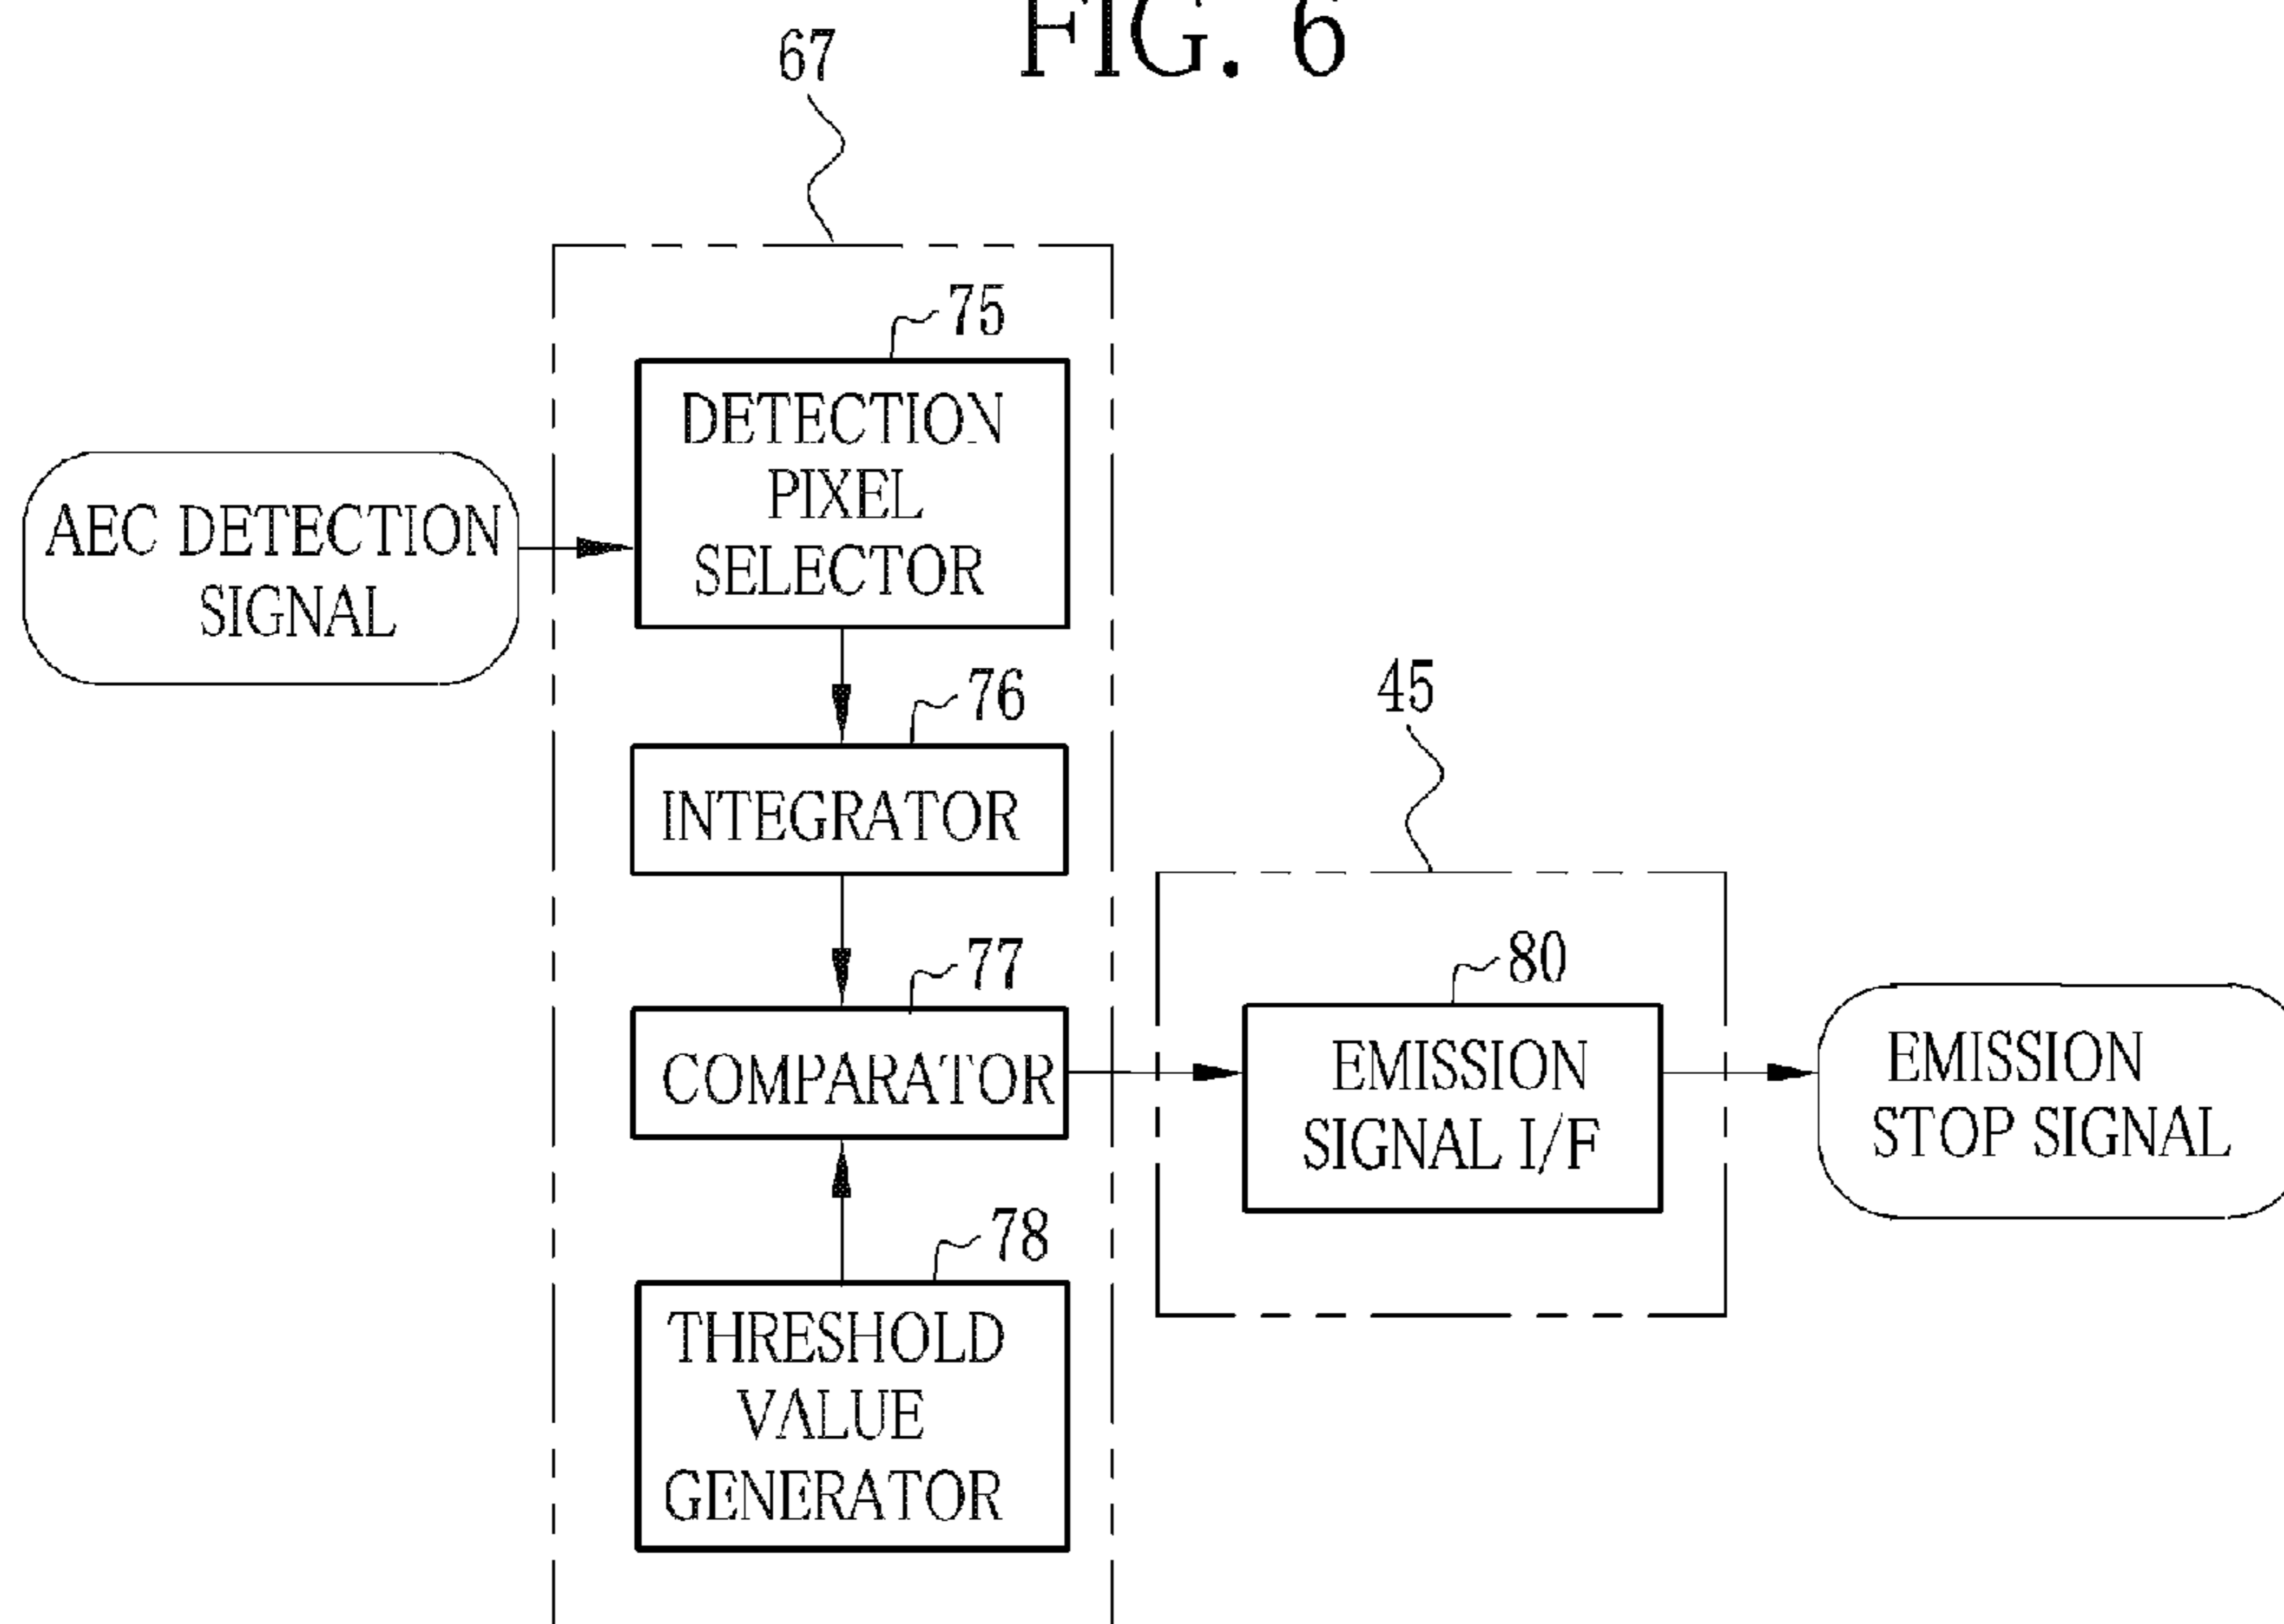 FIG. 6
67
75
DETECTION
PIXEL
SELECTOR
AEC DETECTION
SIGNAL
76
INTEGRATOR
45
77
COMPARATOR
80
EMISSION
SIGNAL I/F
EMISSION
STOP SIGNAL
78
THRESHOLD
VALUE
GENERATOR